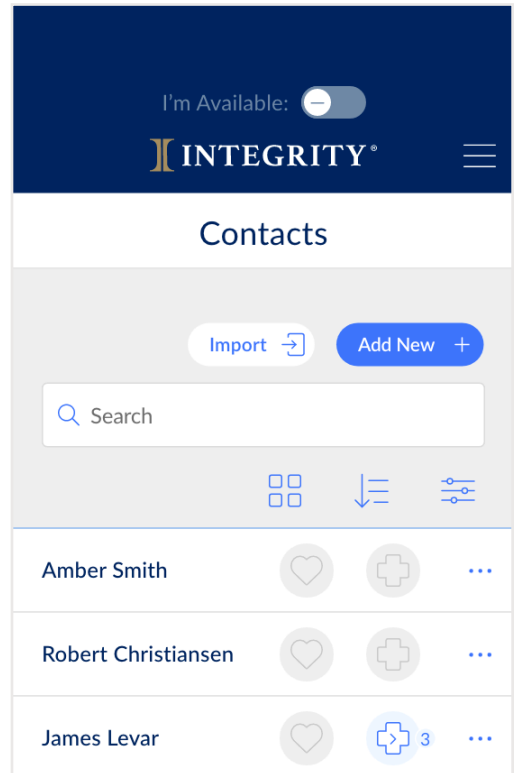 I’m Available:
INTEGRITY®
Contacts
Import
Add New
Search
Amber Smith
Robert Christiansen
James Levar 3